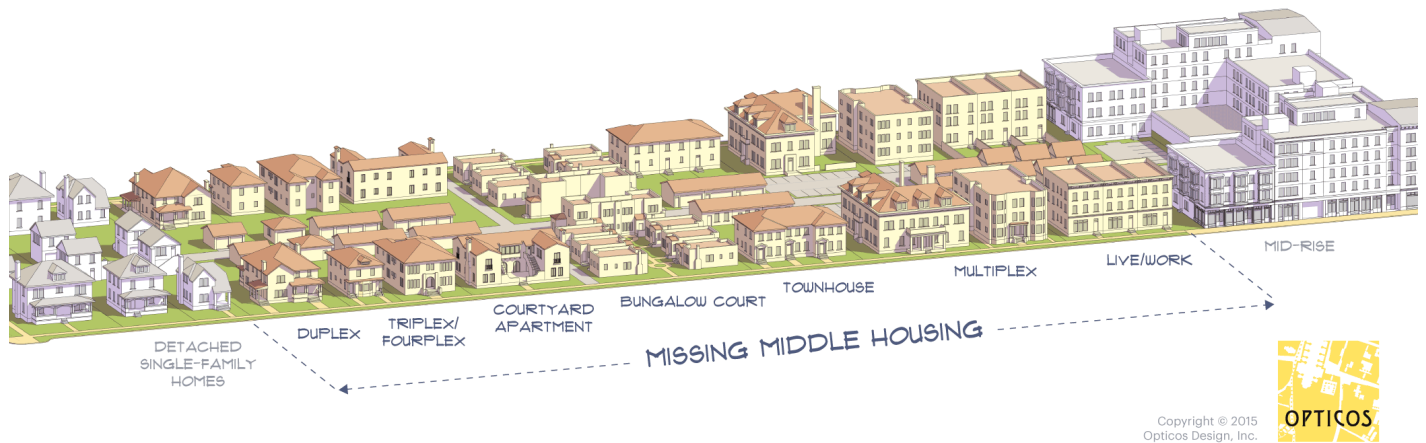 DETACHED
SINGLE-FAMILY
HOMES
DUPLEX
TRIPLEX/
FOURPLEX
COURTYARD
APARTMENT
BUNGALOW COURT
TOWNHOUSE
MULTIPLEX
LIVE/WORK
MID-RISE
MISSING MIDDLE HOUSING
Copyright © 2015
Opticos Design, Inc.
OPTICOS